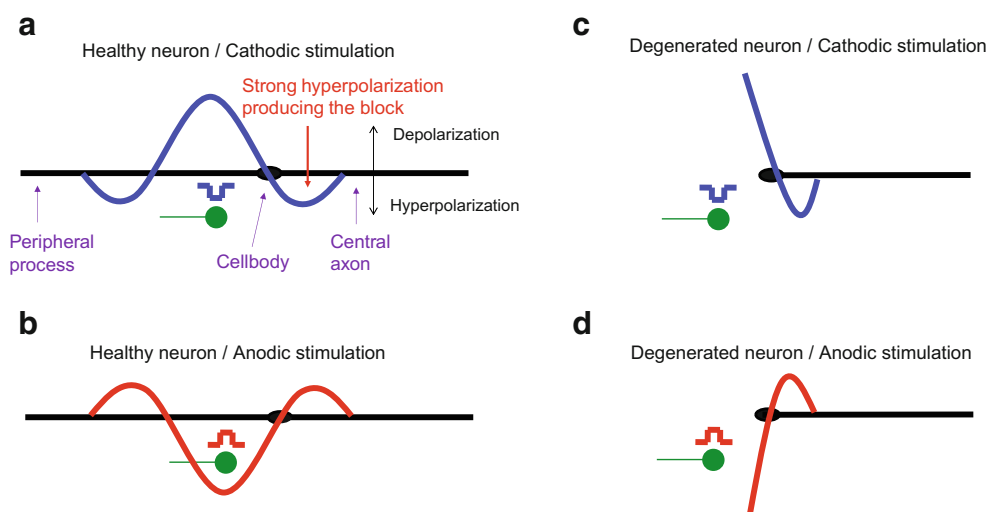 a
Healthy neuron / Cathodic stimulation
Strong hyperpolarization
producing the block
Depolarization
Hyperpolarization
Peripheral
process
Cellbody
Central
axon
c
Degenerated neuron / Cathodic stimulation
b
Healthy neuron / Anodic stimulation
d
Degenerated neuron / Anodic stimulation